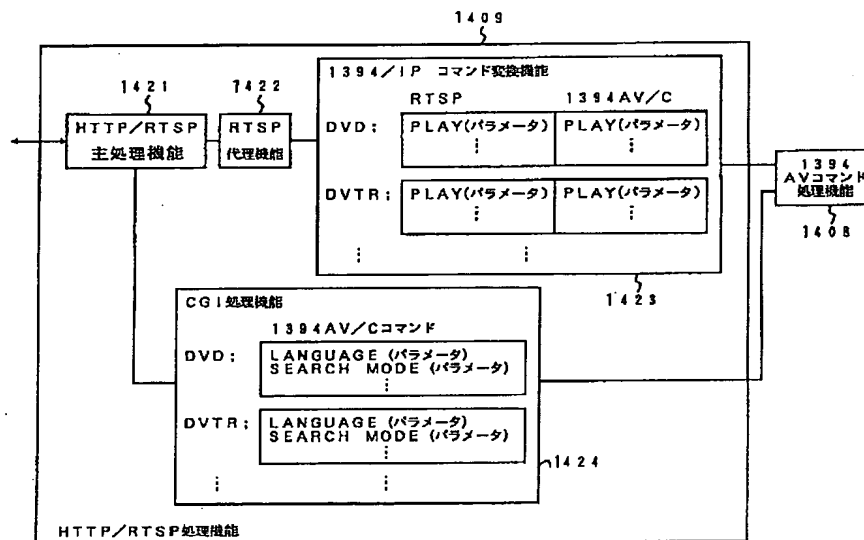 1409
1421
1422
HTTP/RTSP
主処理機能
RTSP
代理機能
1394/IP コマンド変換機能
RTSP 1394AV/C
DVD; PLAY(パラメータ) PLAY(パラメータ)
⋮ ⋮
DVTR; PLAY(パラメータ) PLAY(パラメータ)
⋮ ⋮
⋮ ⋮
1423
1394
AVコマンド
処理機能
1408
CGI処理機能
1394AV/Cコマンド
DVD; LANGUAGE (パラメータ)
SEARCH MODE (パラメータ)
⋮
DVTR; LANGUAGE (パラメータ)
SEARCH MODE (パラメータ)
⋮
⋮ ⋮
1424
HTTP/RTSP処理機能